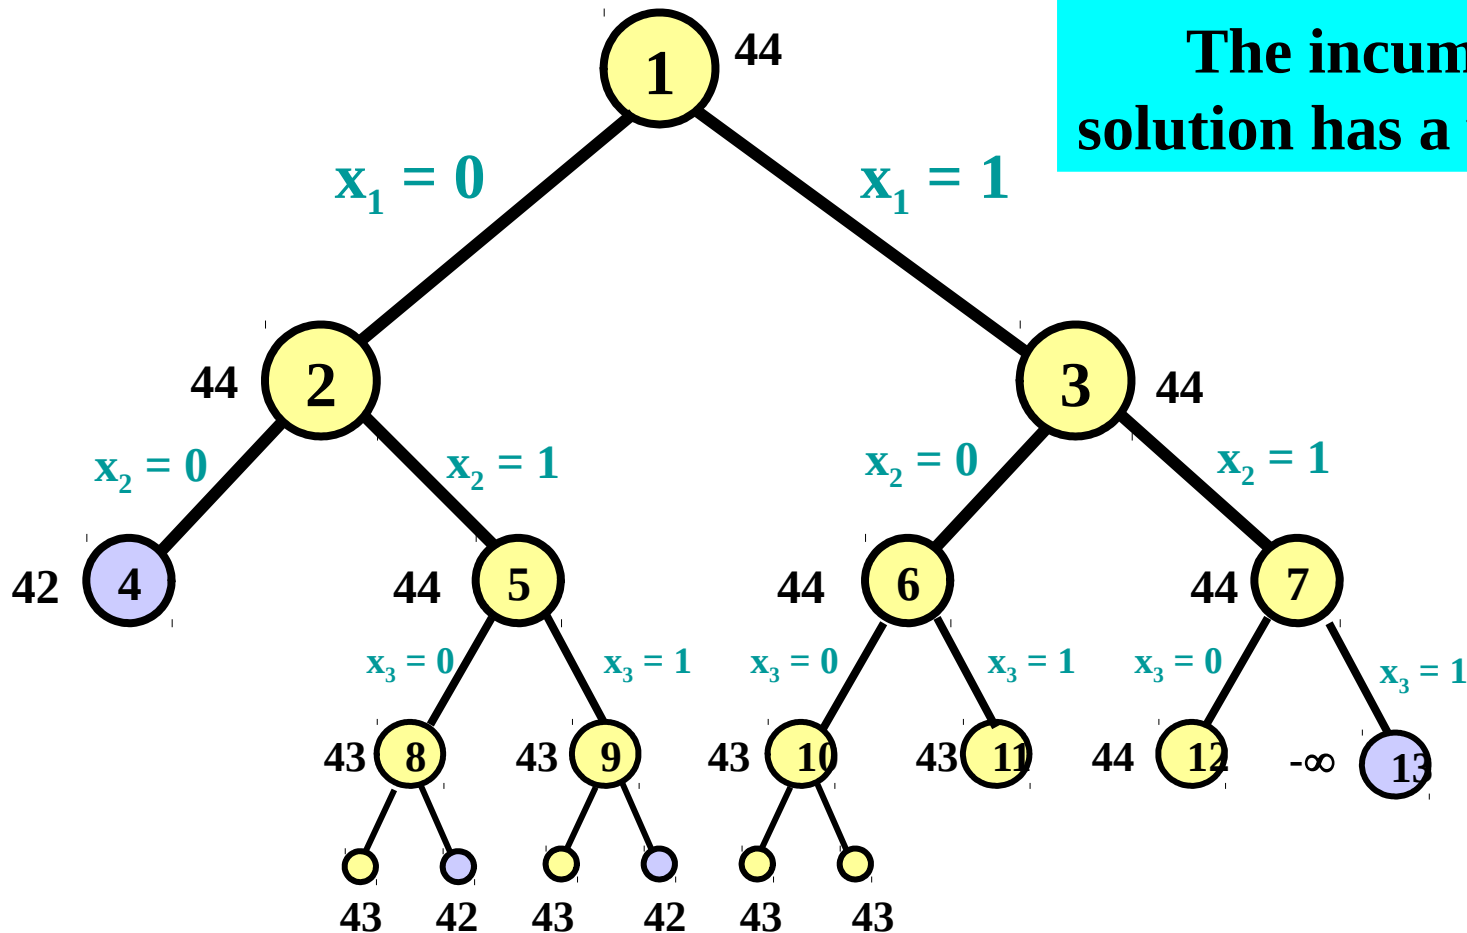 The incum
solution has a
1 44
x₁ = 0 x₁ = 1
44 2 3 44
x₂ = 0 x₂ = 1 x₂ = 0 x₂ = 1
42 4 44 5 44 6 44 7
x₃ = 0 x₃ = 1 x₃ = 0 x₃ = 1 x₃ = 0 x₃ = 1
43 8 43 9 43 10 43 11 44 12 -∞ 13
43 42 43 42 43 43